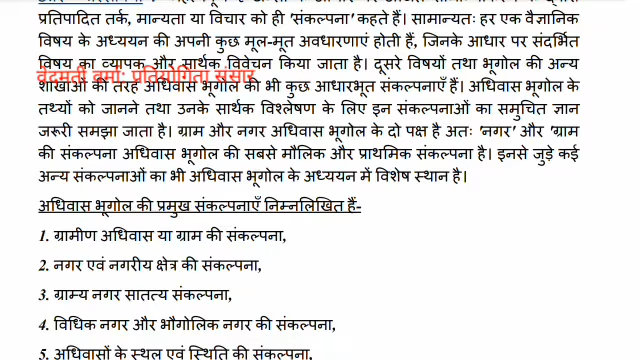 प्रतिपादित तर्क, मान्यता या विचार को ही 'संकल्पना' कहते हैं। सामान्यतः हर एक वैज्ञानिक
विषय के अध्ययन की अपनी कुछ मूल-मूत अवधारणाएं होती हैं, जिनके आधार पर संदर्भित
विषय का व्यापक और सार्थक विवेचन किया जाता है। दूसरे विषयों तथा भूगोल की अन्य
वेदमती वर्मा: प्रतियोगिता संसार
शाखाओं की तरह अधिवास भूगोल की भी कुछ आधारभूत संकल्पनाएँ हैं। अधिवास भूगोल के
तथ्यों को जानने तथा उनके सार्थक विश्लेषण के लिए इन संकल्पनाओं का समुचित ज्ञान
जरूरी समझा जाता है। ग्राम और नगर अधिवास भूगोल के दो पक्ष है अतः 'नगर' और 'ग्राम
की संकल्पना अधिवास भूगोल की सबसे मौलिक और प्राथमिक संकल्पना है। इनसे जुड़े कई
अन्य संकल्पनाओं का भी अधिवास भूगोल के अध्ययन में विशेष स्थान है।
अधिवास भूगोल की प्रमुख संकल्पनाएँ निम्नलिखित हैं-
1. ग्रामीण अधिवास या ग्राम की संकल्पना,
2. नगर एवं नगरीय क्षेत्र की संकल्पना,
3. ग्राम्य नगर सातत्य संकल्पना,
4. विधिक नगर और भौगोलिक नगर की संकल्पना,
5. अधिवासों के स्थल एवं स्थिति की संकल्पना,